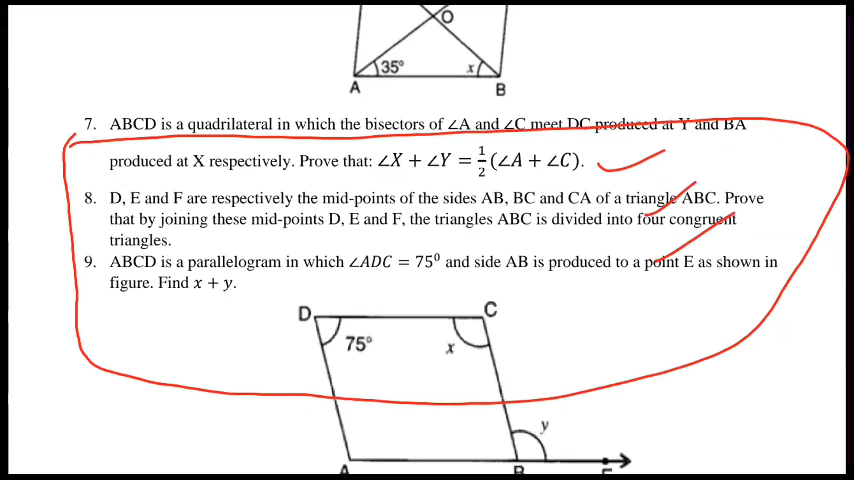 O
35°
x
A
B
7. ABCD is a quadrilateral in which the bisectors of ∠A and ∠C meet DC produced at Y and BA
produced at X respectively. Prove that: ∠X + ∠Y = 1/2 (∠A + ∠C).
8. D, E and F are respectively the mid-points of the sides AB, BC and CA of a triangle ABC. Prove
that by joining these mid-points D, E and F, the triangles ABC is divided into four congruent
triangles.
9. ABCD is a parallelogram in which ∠ADC = 75⁰ and side AB is produced to a point E as shown in
figure. Find x + y.
D
C
75°
x
y
A
B
E